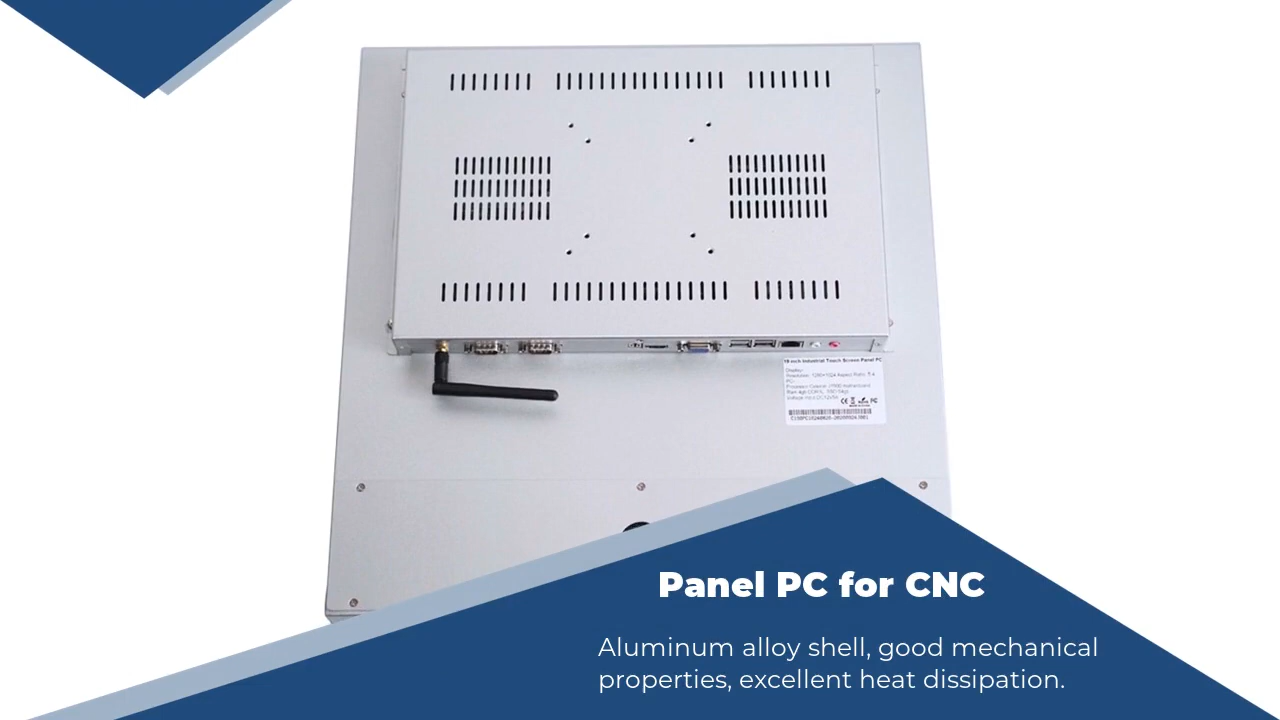 19 inch Industrial Touch Screen Panel PC
Display:
Panel PC for CNC
Aluminum alloy shell, good mechanical
properties, excellent heat dissipation.